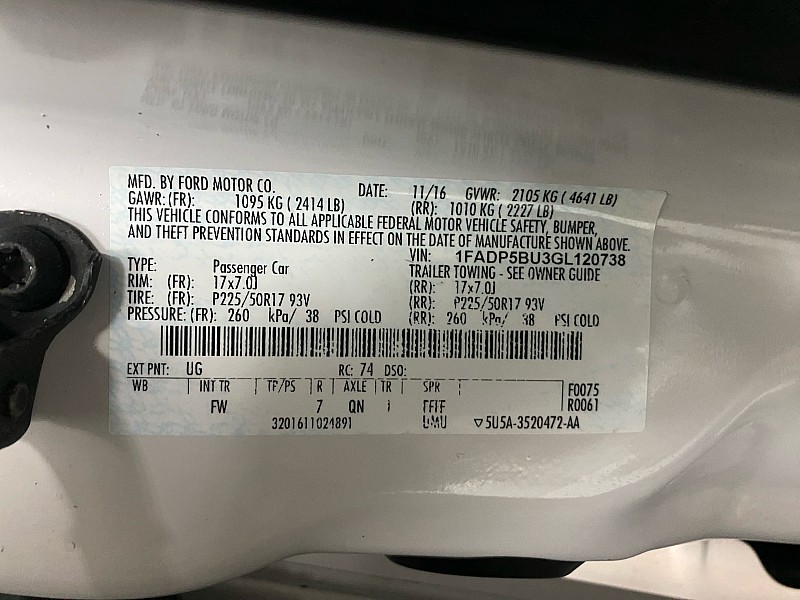 MFD. BY FORD MOTOR CO. DATE: 11/16 GVWR: 2105 KG ( 4641 LB)
GAWR: (FR): 1095 KG ( 2414 LB) (RR): 1010 KG ( 2227 LB)
THIS VEHICLE CONFORMS TO ALL APPLICABLE FEDERAL MOTOR VEHICLE SAFETY, BUMPER,
AND THEFT PREVENTION STANDARDS IN EFFECT ON THE DATE OF MANUFACTURE SHOWN ABOVE.
VIN: 1FADP5BU3GL120738
TYPE: Passenger Car TRAILER TOWING - SEE OWNER GUIDE
RIM: (FR): 17x7.0J (RR): 17x7.0J
TIRE: (FR): P225/50R17 93V (RR): P225/50R17 93V
PRESSURE: (FR): 260 kPa/ 38 PSI COLD (RR): 260 kPa/ 38 PSI COLD
EXT PNT: UG RC: 74 DSO:
WB INT TR TP/PS R AXLE TR SPR F0075
FW 7 QN R0061
3201611024891 UMU ▽5U5A-3520472-AA